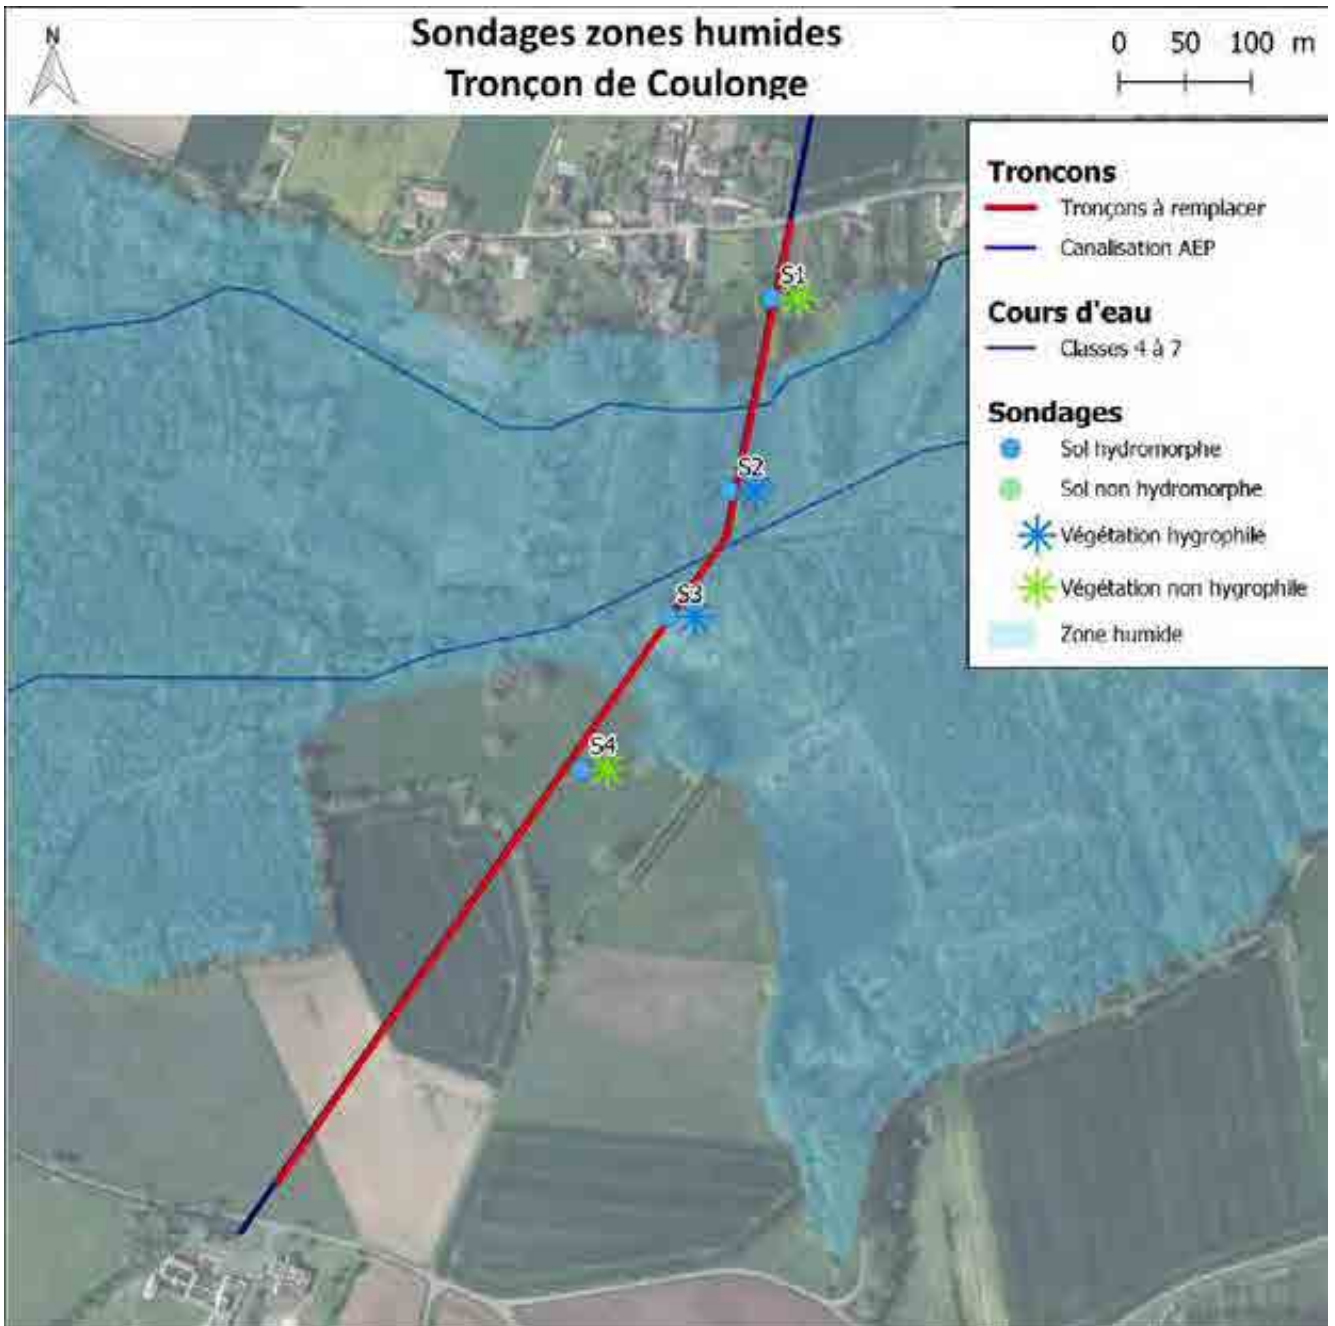 N
Sondages zones humides
Tronçon de Coulonge
0 50 100 m
Troncons
Tronçons à remplacer
Canalisation AEP
Cours d'eau
Classes 4 à 7
Sondages
Sol hydromorphe
Sol non hydromorphe
Végétation hygrophile
Végétation non hygrophile
Zone humide
S1
S2
S3
S4